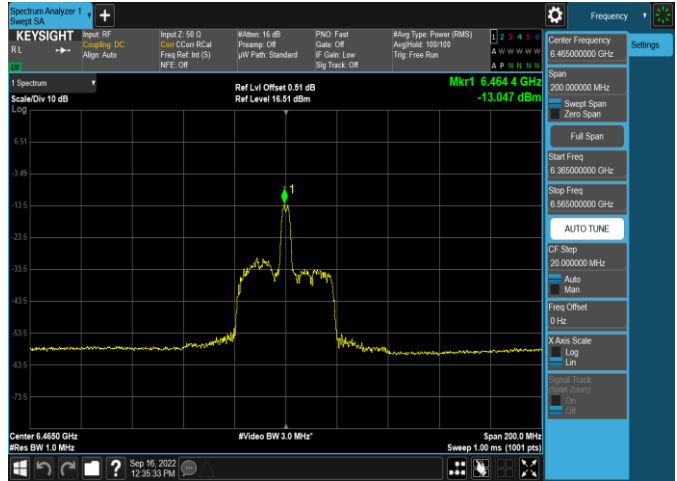 Spectrum Analyzer 1
Swept SA
+
Frequency
KEYSIGHT
RL
Input: RF
Coupling: DC
Align: Auto
Input Z: 50 Ω
Corr CCorr RCal
Freq Ref: Int (S)
NFE: Off
#Atten: 16 dB
Preamp: Off
µW Path: Standard
PNO: Fast
Gate: Off
IF Gain: Low
Sig Track: Off
#Avg Type: Power (RMS)
Avg|Hold: 100/100
Trig: Free Run
1 2 3 4 5 6
A W W W W W
A P N N N N
1 Spectrum
Scale/Div 10 dB
Log
Ref Lvl Offset 0.51 dB
Ref Level 16.51 dBm
Mkr1 6.464 4 GHz
-13.047 dBm
6.51
-3.49
-13.5
-23.5
-33.5
-43.5
-53.5
-63.5
-73.5
1
Center 6.4650 GHz
#Res BW 1.0 MHz
#Video BW 3.0 MHz*
Span 200.0 MHz
Sweep 1.00 ms (1001 pts)
?
Sep 16, 2022
12:35:33 PM
Center Frequency
6.465000000 GHz
Span
200.000000 MHz
Swept Span
Zero Span
Full Span
Start Freq
6.365000000 GHz
Stop Freq
6.565000000 GHz
AUTO TUNE
CF Step
20.000000 MHz
Auto
Man
Freq Offset
0 Hz
X Axis Scale
Log
Lin
Signal Track
(Span Zoom)
On
Off
Settings